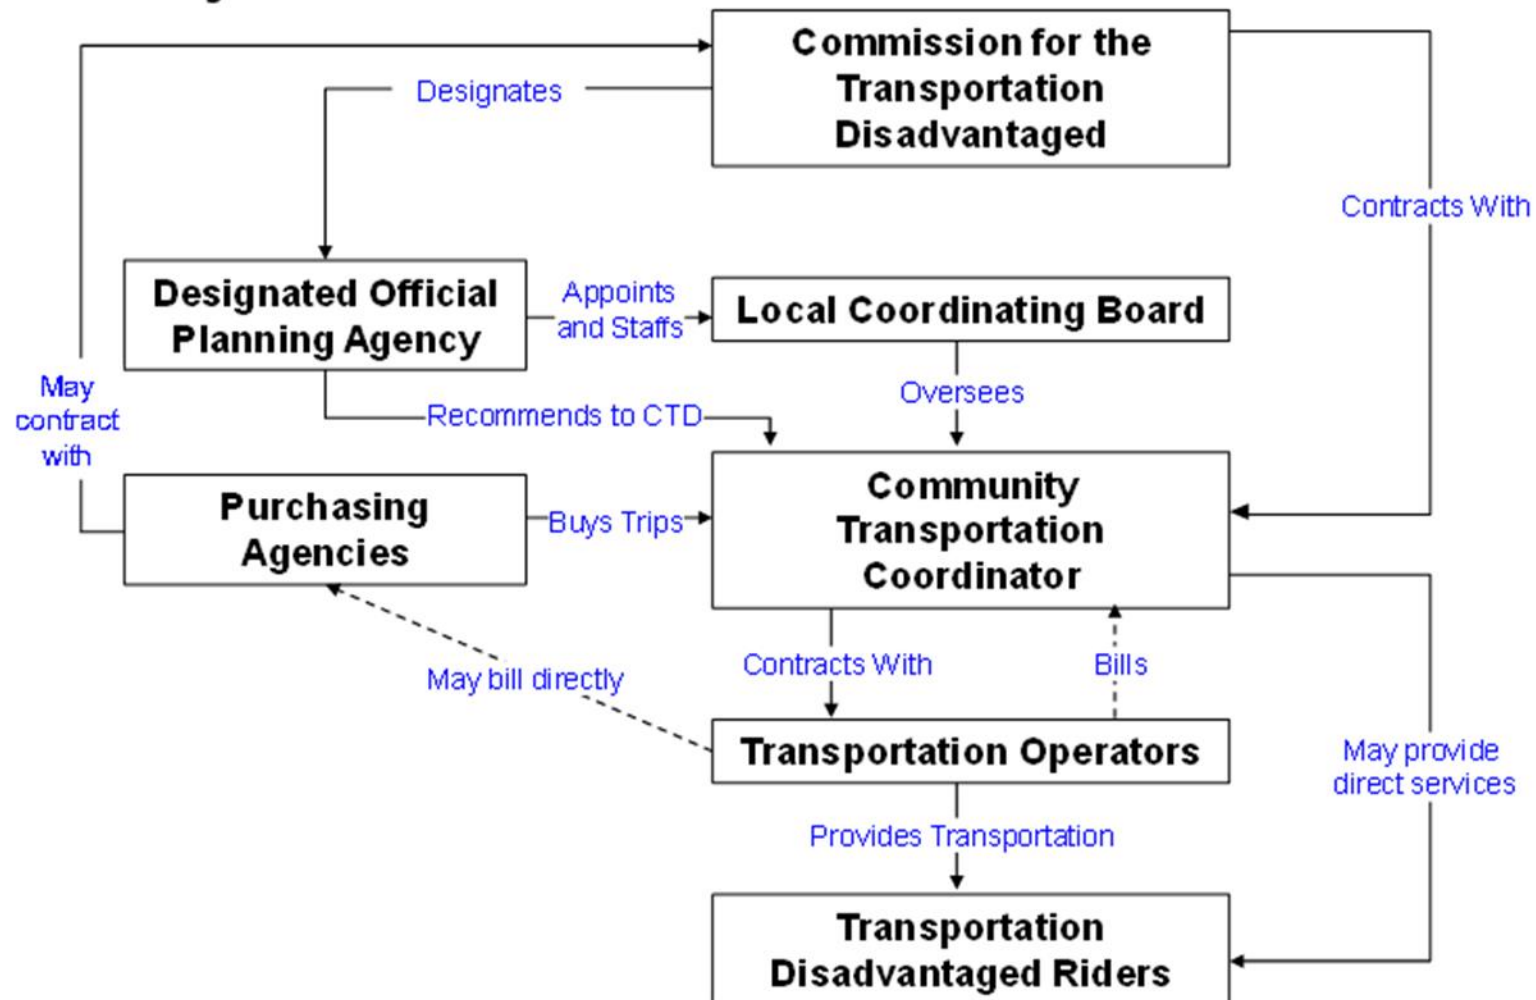 Commission for the
Transportation
Disadvantaged
Designates
Contracts With
Designated Official
Planning Agency
Appoints
and Staffs
Local Coordinating Board
May
contract
with
Recommends to CTD
Oversees
Purchasing
Agencies
Buys Trips
Community
Transportation
Coordinator
May bill directly
Contracts With
Bills
Transportation Operators
May provide
direct services
Provides Transportation
Transportation
Disadvantaged Riders